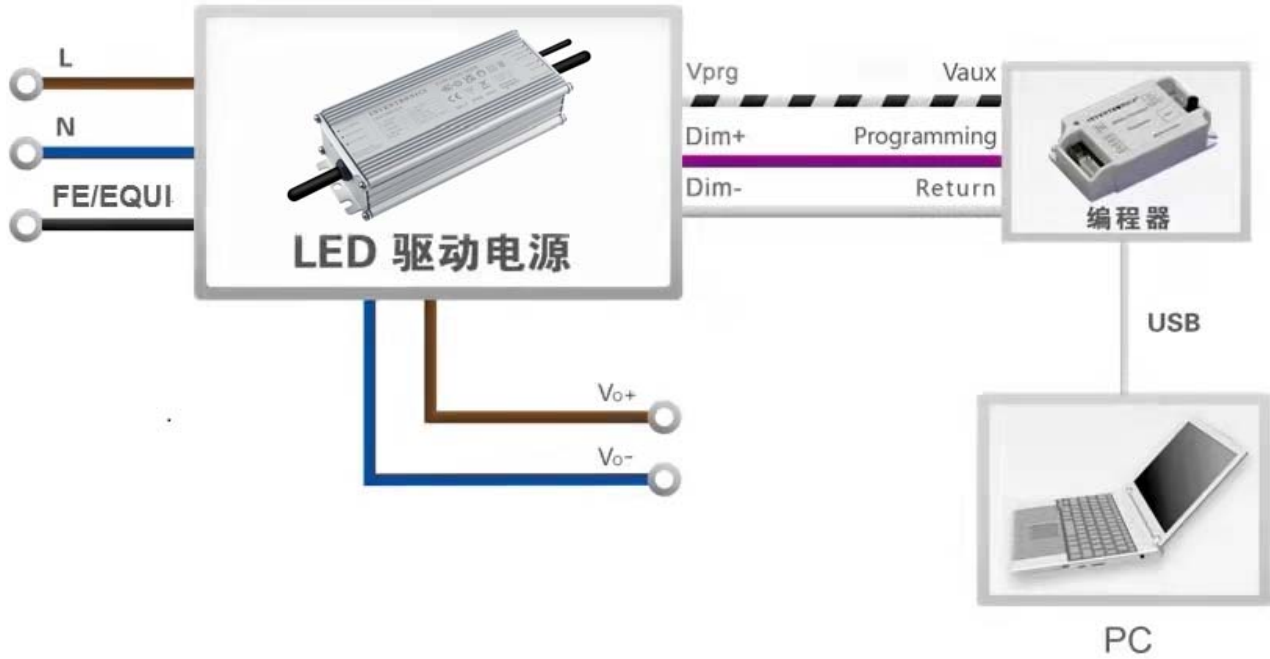 L
N
FE/EQUI
LED 驱动电源
Vprg Vaux
Dim+ Programming
Dim- Return
编程器
USB
Vo+
Vo-
PC